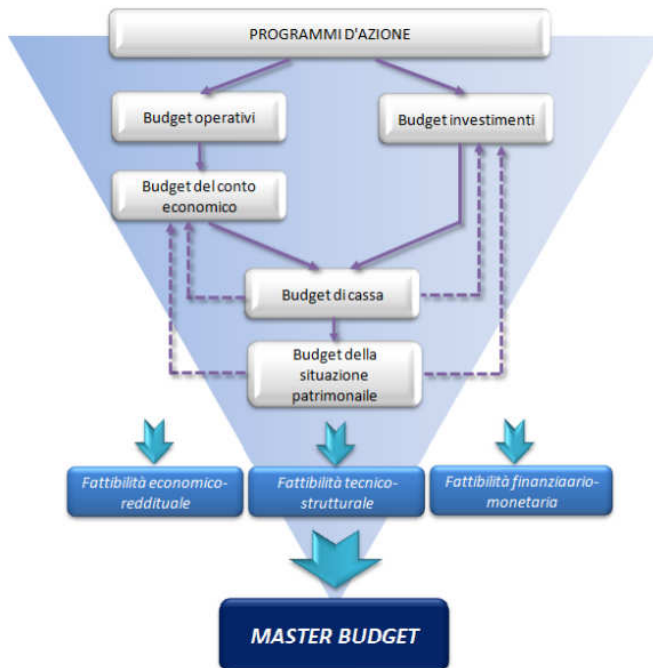 PROGRAMMI D'AZIONE
Budget operativi
Budget investimenti
Budget del conto
economico
Budget di cassa
Budget della
situazione
patrimonaile
Fattibilità economico-
reddituale
Fattibilità tecnico-
strutturale
Fattibilità finanziaario-
monetaria
MASTER BUDGET